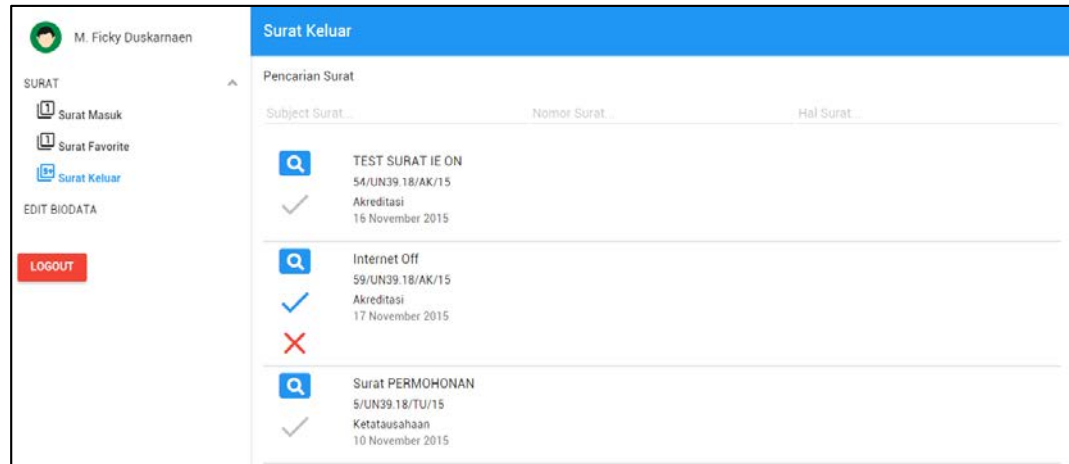 M. Ficky Duskarnaen
SURAT
1 Surat Masuk
1 Surat Favorite
9+ Surat Keluar
EDIT BIODATA
LOGOUT
Surat Keluar
Pencarian Surat
Subject Surat... Nomor Surat... Hal Surat...
TEST SURAT IE ON
54/UN39.18/AK/15
Akreditasi
16 November 2015
Internet Off
59/UN39.18/AK/15
Akreditasi
17 November 2015
Surat PERMOHONAN
5/UN39.18/TU/15
Ketatausahaan
10 November 2015